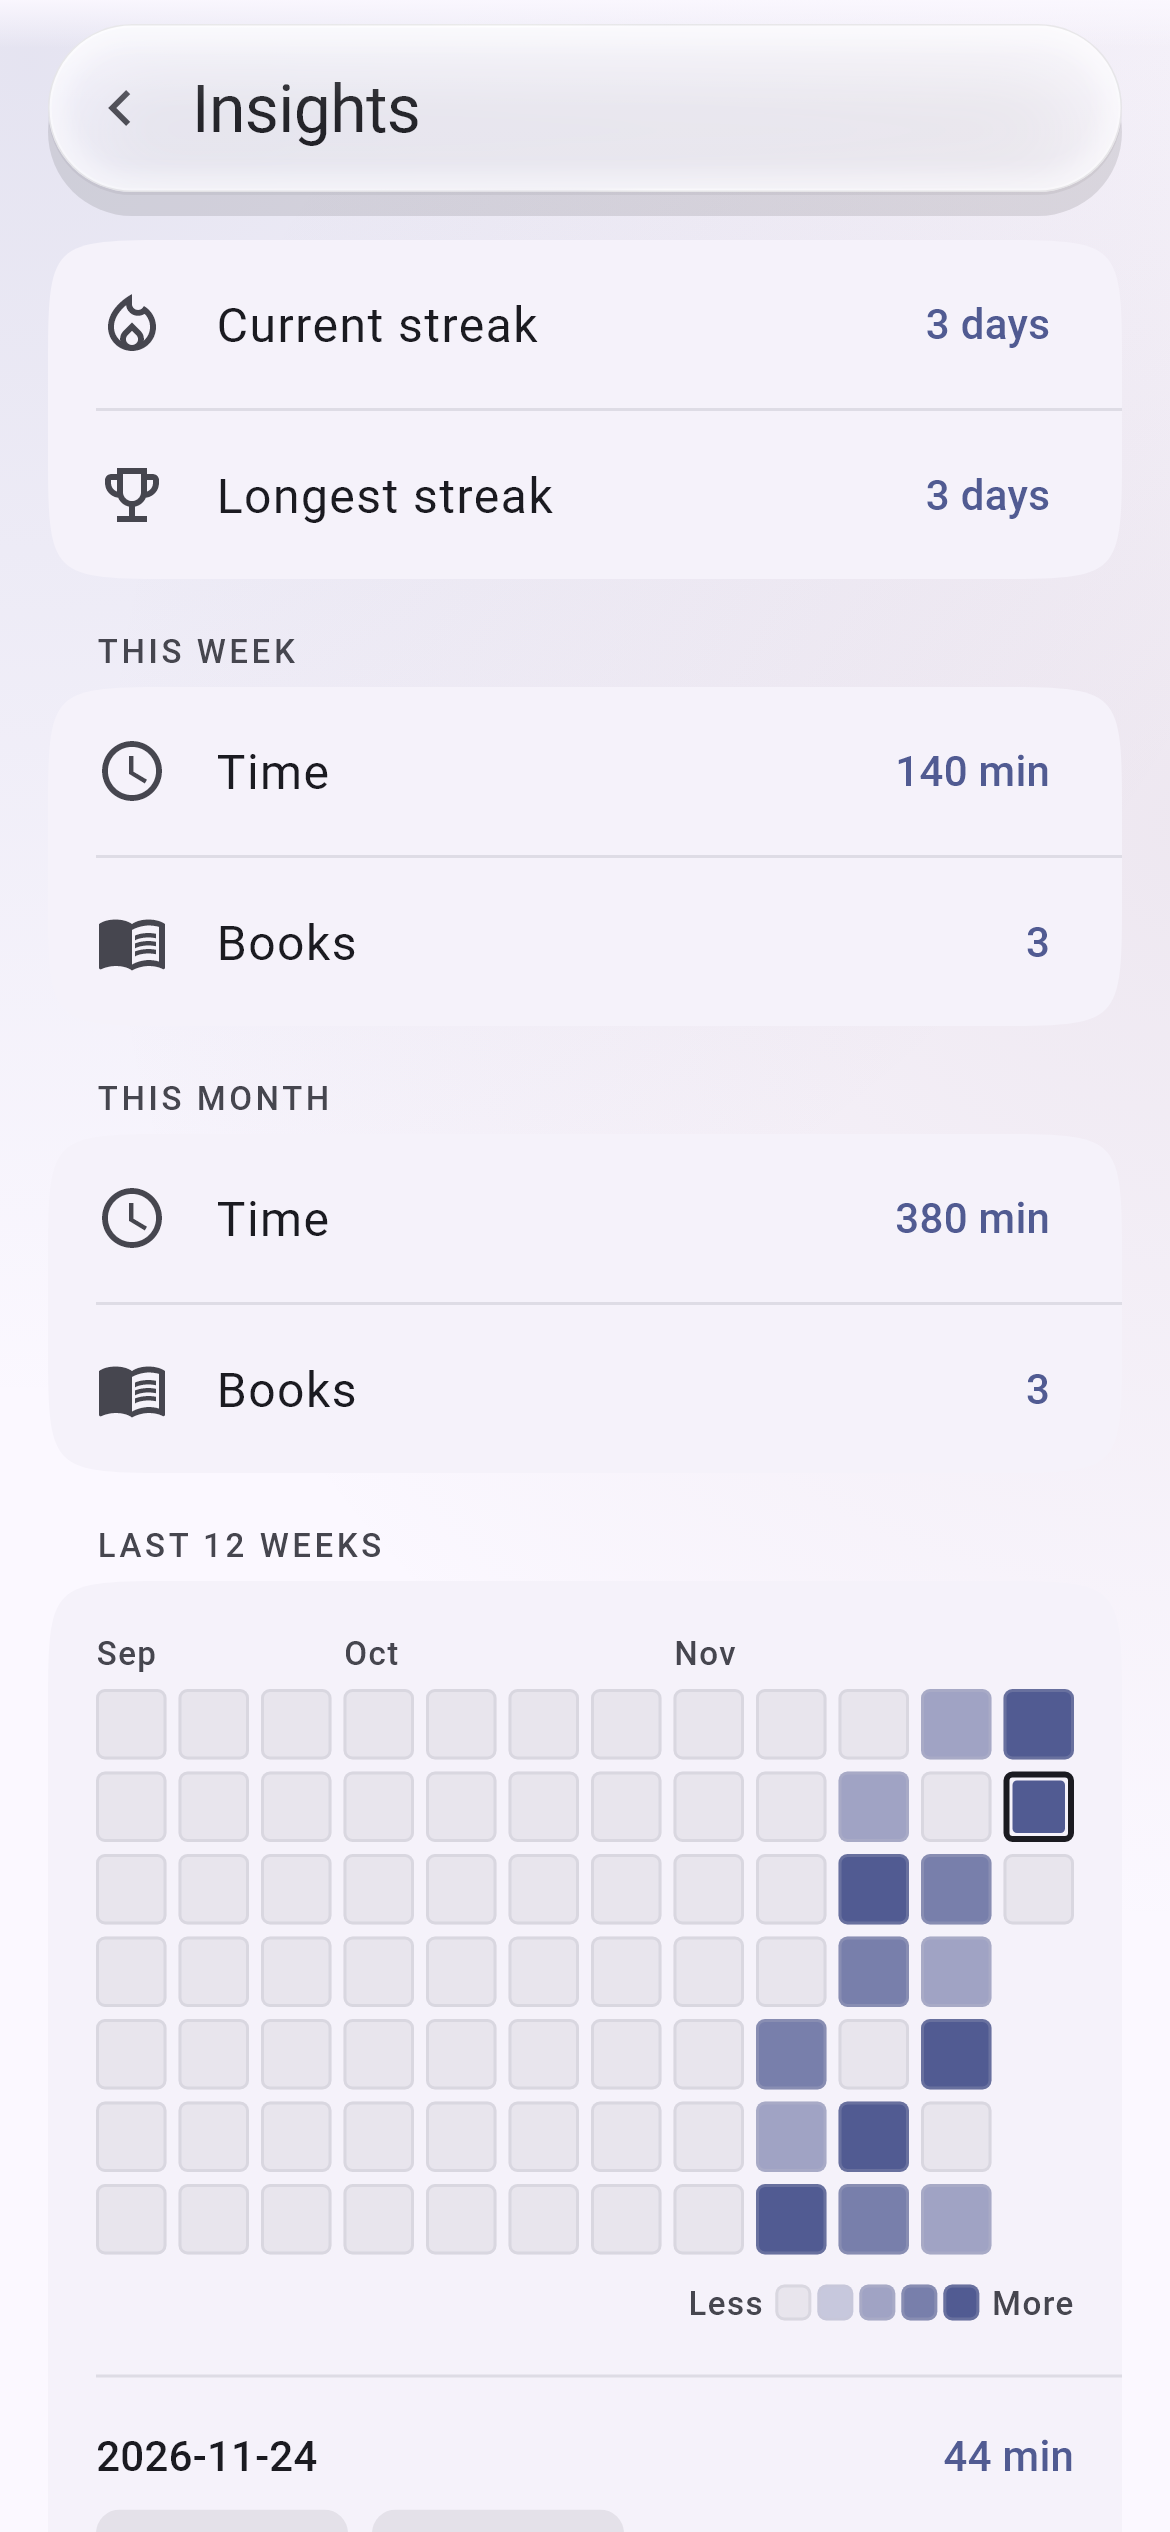 Insights
Current streak 3 days
Longest streak 3 days
THIS WEEK
Time 140 min
Books 3
THIS MONTH
Time 380 min
Books 3
LAST 12 WEEKS
Sep Oct Nov
Less More
2026-11-24 44 min